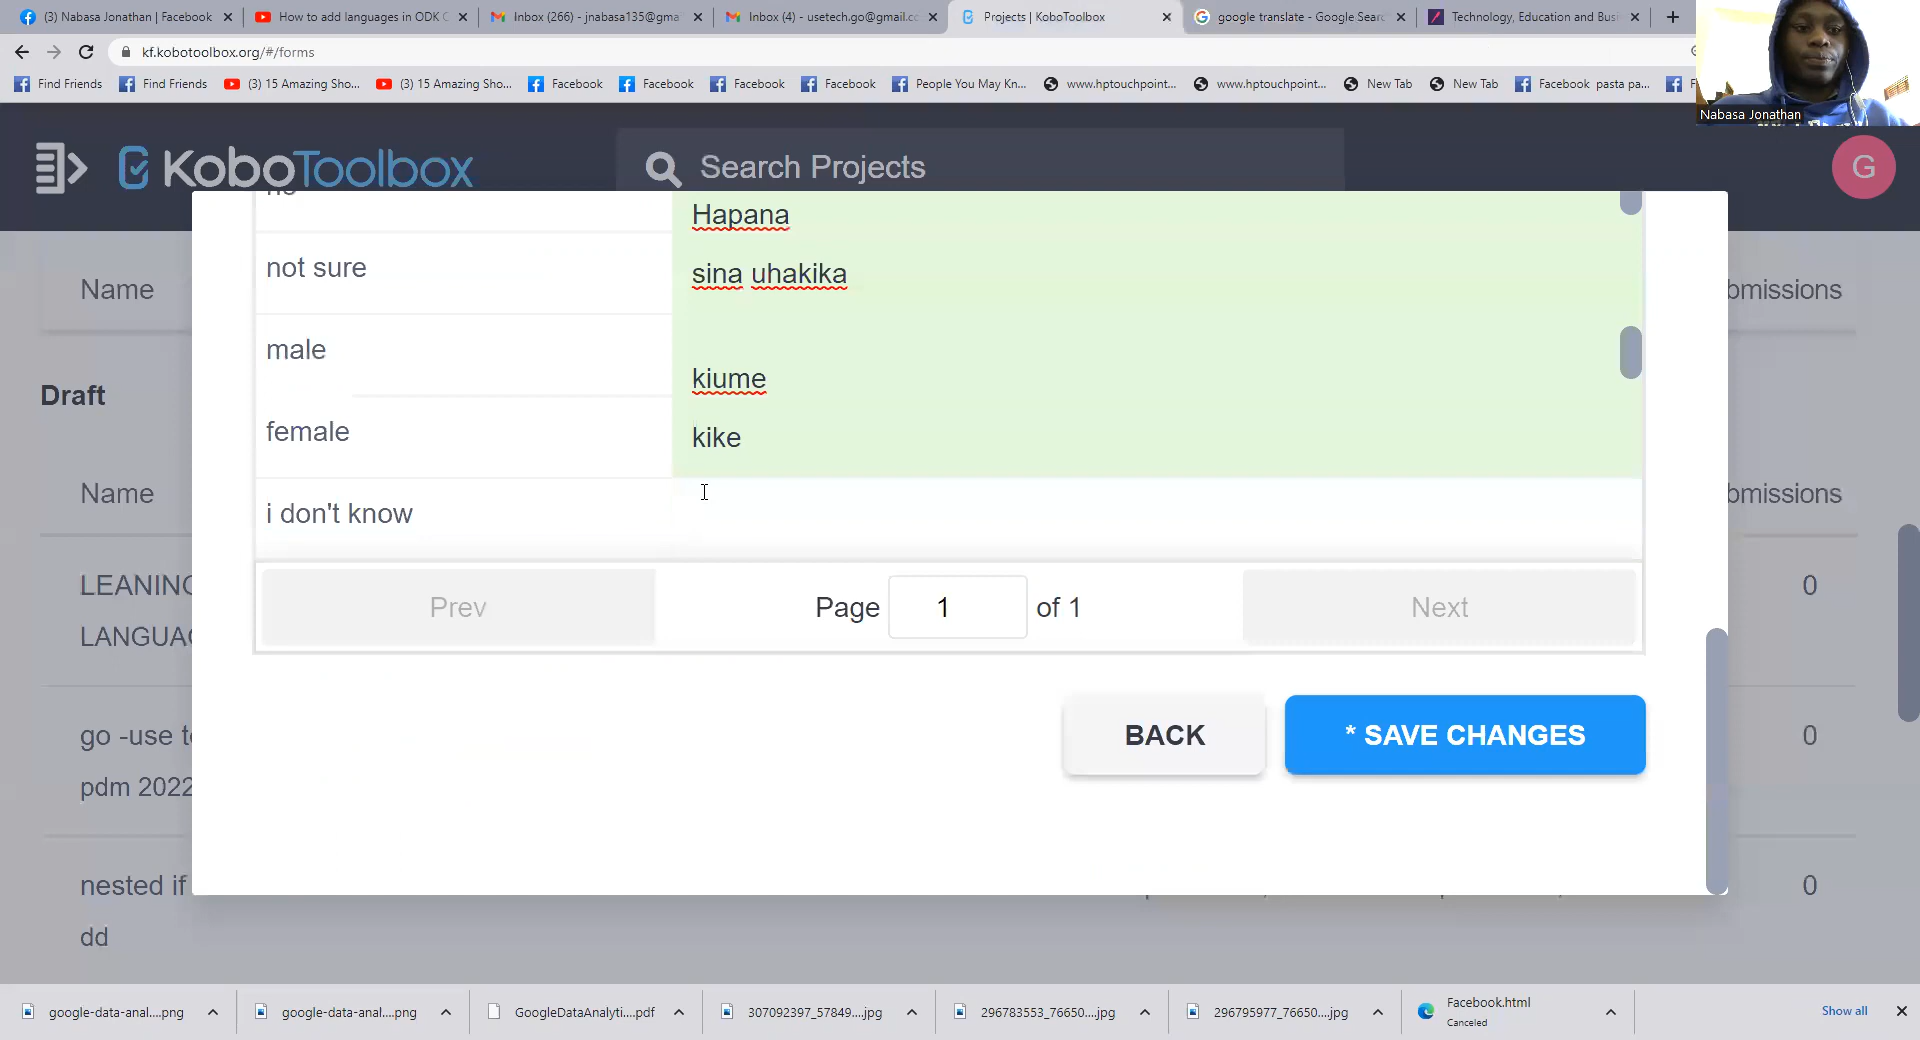 (3) Nabasa Jonathan | Facebook
How to add languages in ODK C
Inbox (266) - jnabasa135@gma
Inbox (4) - usetech.go@gmail.cc
Projects | KoboToolbox
google translate - Google Searc
Technology, Education and Bus
kf.kobotoolbox.org/#/forms
Find Friends
Find Friends
(3) 15 Amazing Sho...
(3) 15 Amazing Sho...
Facebook
Facebook
Facebook
Facebook
People You May Kn...
www.hptouchpoint...
www.hptouchpoint...
New Tab
New Tab
Facebook pasta pa...
F
Nabasa Jonathan
KoboToolbox
Search Projects
G
Hapana
not sure
sina uhakika
male
kiume
female
kike
i don't know
Name
bmissions
Draft
Name
bmissions
LEANING
LANGUAG
0
go -use te
pdm 2022
0
nested if
dd
0
Prev
Page 1 of 1
Next
BACK
* SAVE CHANGES
google-data-anal....png
google-data-anal....png
GoogleDataAnalyti....pdf
307092397_57849....jpg
296783553_76650....jpg
296795977_76650....jpg
Facebook.html
Canceled
Show all